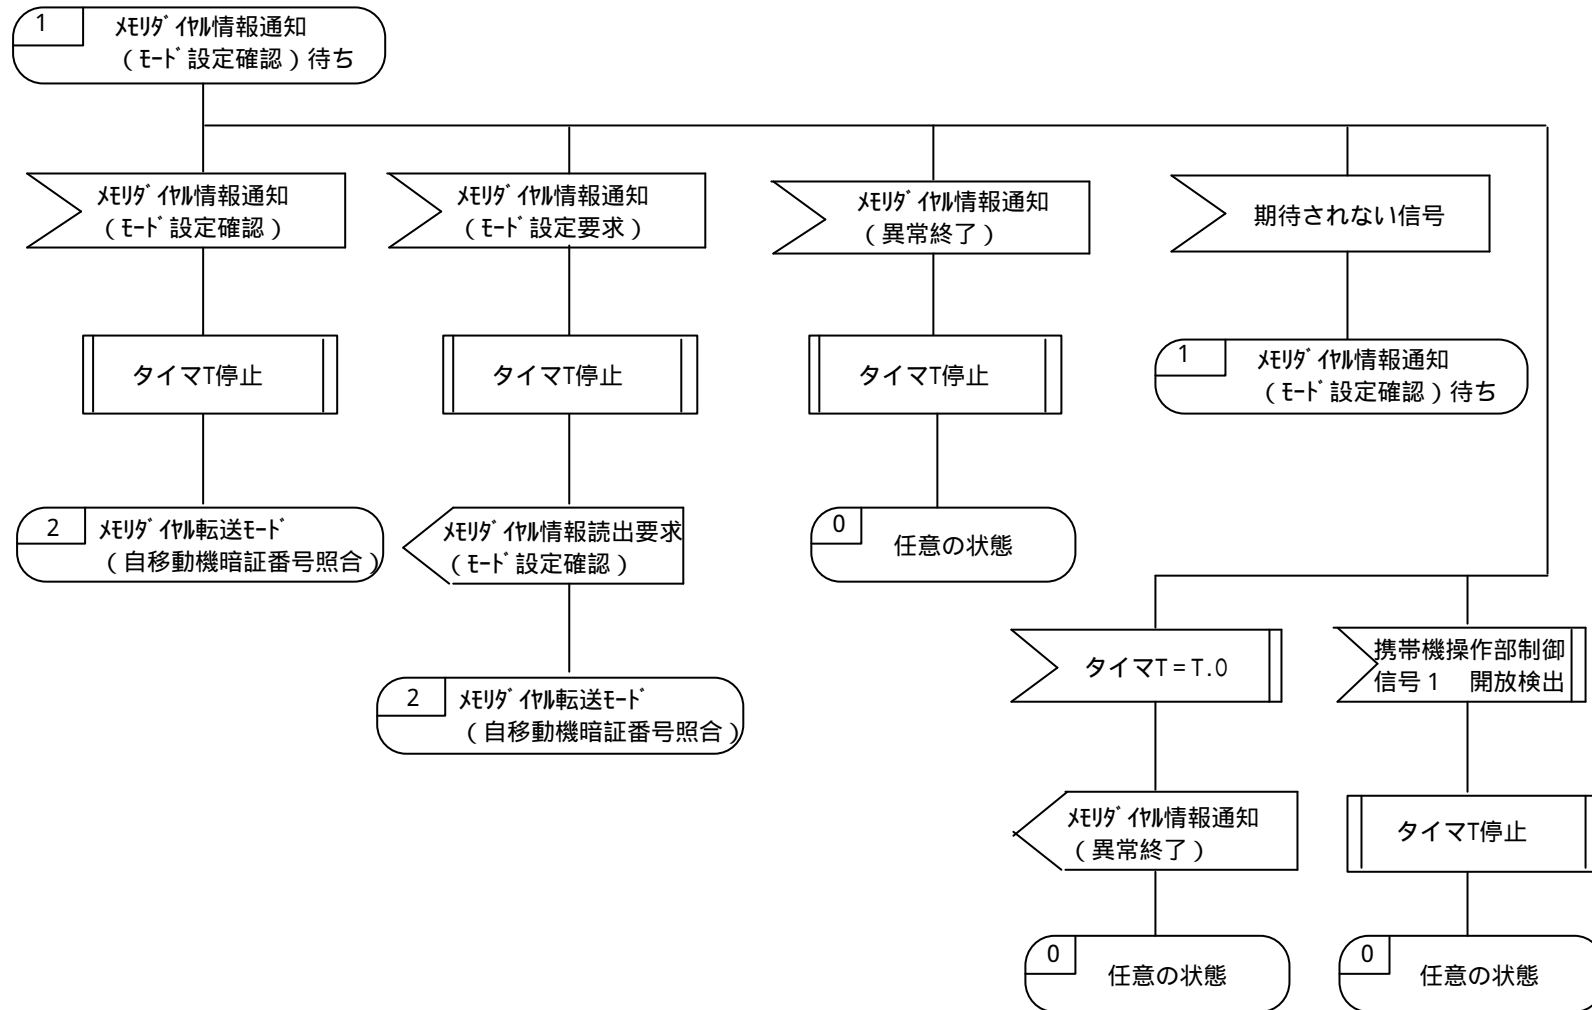 1
ﾒﾓﾘﾀﾞｲﾔﾙ情報通知
（ﾓｰﾄﾞ設定確認）待ち
ﾒﾓﾘﾀﾞｲﾔﾙ情報通知
（ﾓｰﾄﾞ設定確認）
ﾒﾓﾘﾀﾞｲﾔﾙ情報通知
（ﾓｰﾄﾞ設定要求）
ﾒﾓﾘﾀﾞｲﾔﾙ情報通知
（異常終了）
期待されない信号
タイマT停止
タイマT停止
タイマT停止
1
ﾒﾓﾘﾀﾞｲﾔﾙ情報通知
（ﾓｰﾄﾞ設定確認）待ち
2
ﾒﾓﾘﾀﾞｲﾔﾙ転送ﾓｰﾄﾞ
（自移動機暗証番号照合）
ﾒﾓﾘﾀﾞｲﾔﾙ情報読出要求
（ﾓｰﾄﾞ設定確認）
0
任意の状態
2
ﾒﾓﾘﾀﾞｲﾔﾙ転送ﾓｰﾄﾞ
（自移動機暗証番号照合）
タイマT＝T.O
携帯機操作部制御
信号１　開放検出
ﾒﾓﾘﾀﾞｲﾔﾙ情報通知
（異常終了）
タイマT停止
0
任意の状態
0
任意の状態